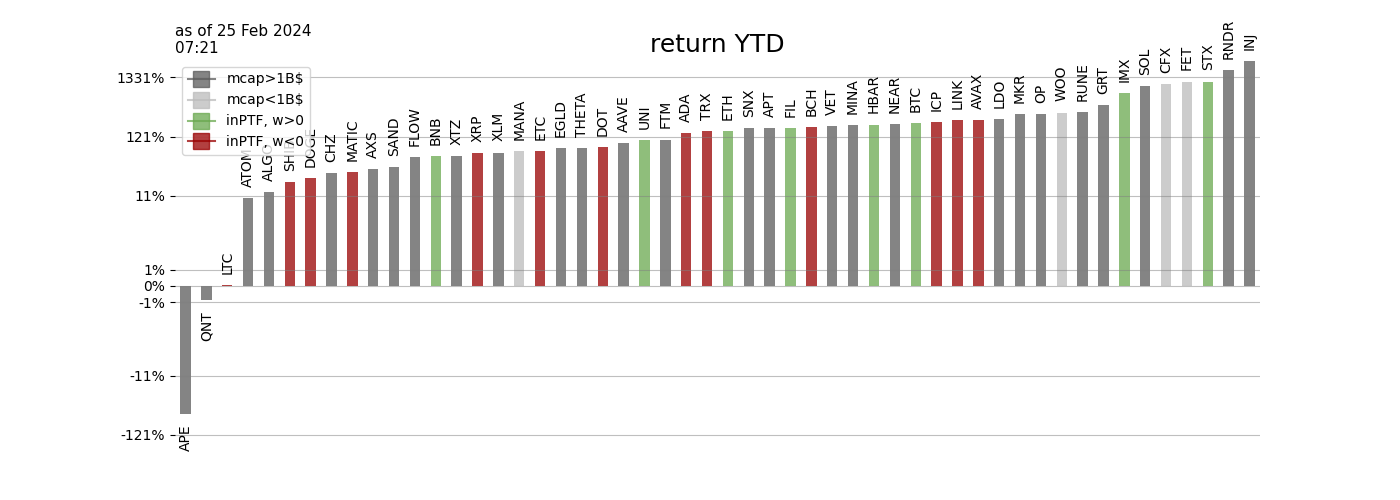 as of 25 Feb 2024
07:21
return YTD
mcap>1B$
mcap<1B$
inPTF, w>0
inPTF, w<0
1331%
121%
11%
1%
0%
-1%
-11%
-121%
APE
QNT
LTC
ATOM
ALGO
SHIB
DOGE
CHZ
MATIC
AXS
SAND
FLOW
BNB
XTZ
XRP
XLM
MANA
ETC
EGLD
THETA
DOT
AAVE
UNI
FTM
ADA
TRX
ETH
SNX
APT
FIL
BCH
VET
MINA
HBAR
NEAR
BTC
ICP
LINK
AVAX
LDO
MKR
OP
WOO
RUNE
GRT
IMX
SOL
CFX
FET
STX
RNDR
INJ